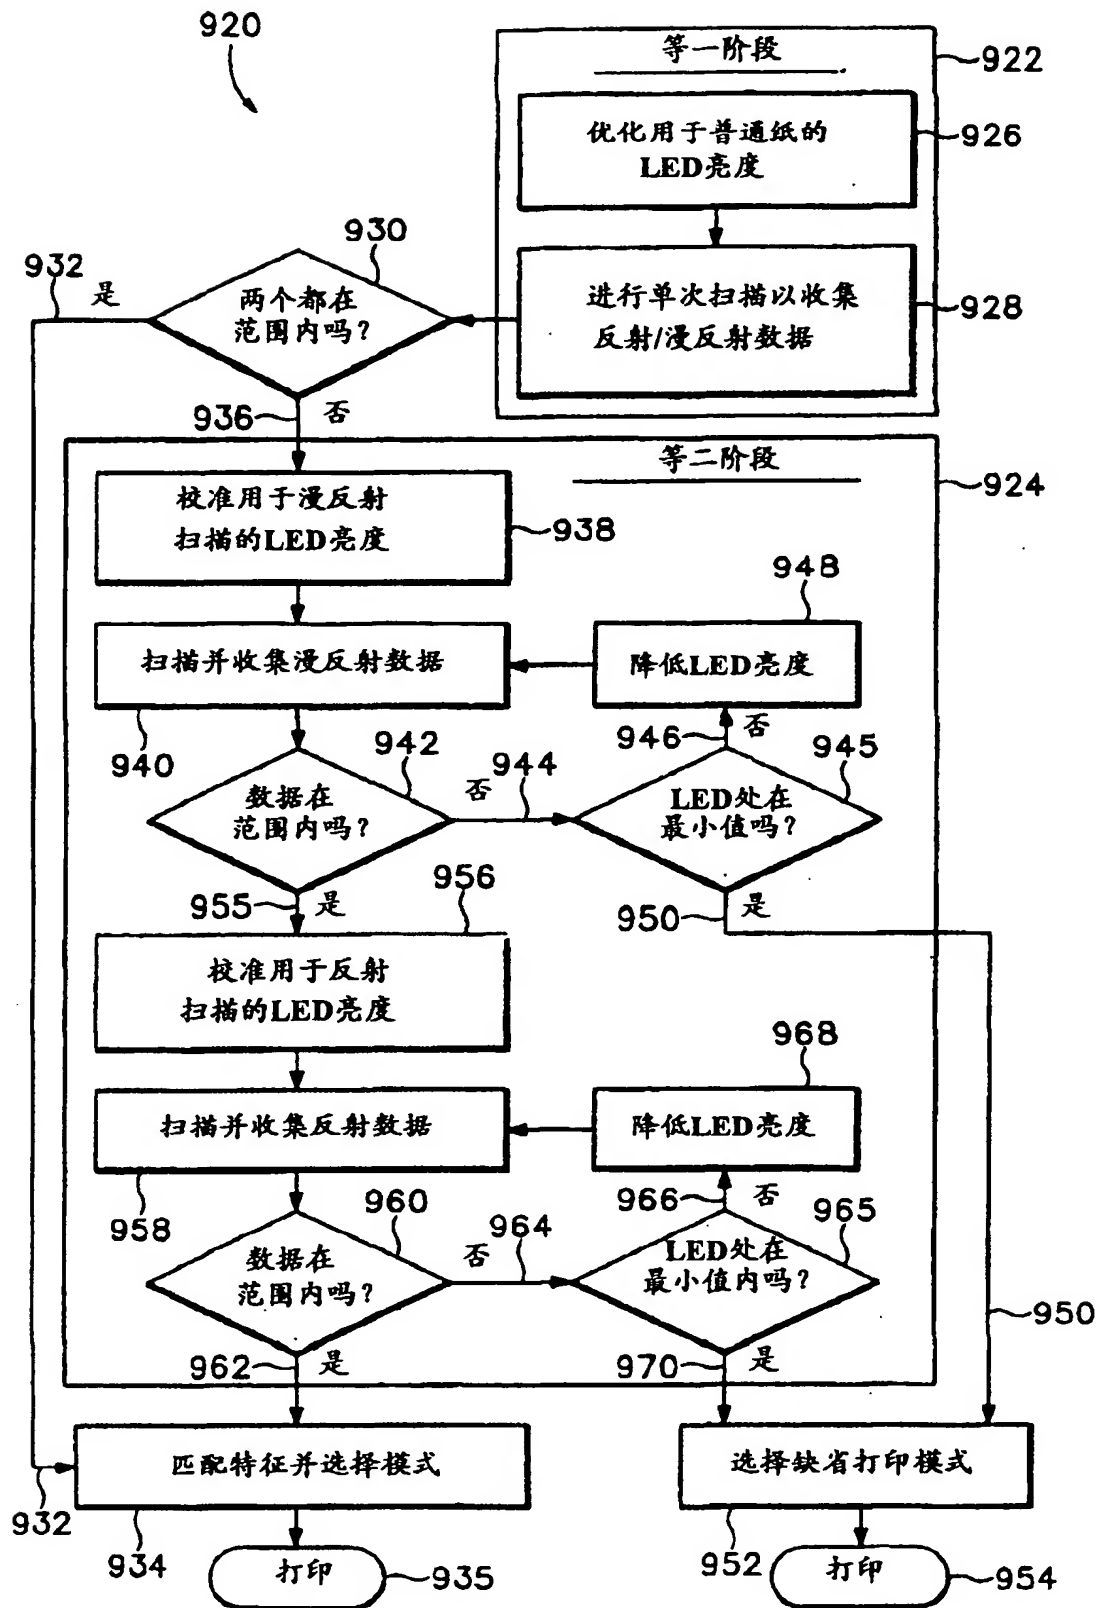 920
等一阶段
922
优化用于普通纸的
LED亮度
926
进行单次扫描以收集
反射/漫反射数据
928
930
932
是
两个都在
范围内吗?
936
否
等二阶段
924
校准用于漫反射
扫描的LED亮度
938
948
扫描并收集漫反射数据
降低LED亮度
940
942
944
946
否
945
数据在
范围内吗?
否
LED处在
最小值吗?
955
是
956
950
是
校准用于反射
扫描的LED亮度
968
扫描并收集反射数据
降低LED亮度
958
960
964
966
否
965
数据在
范围内吗?
否
LED处在
最小值内吗?
950
962
是
970
是
匹配特征并选择模式
选择缺省打印模式
932
934
952
打印
935
打印
954